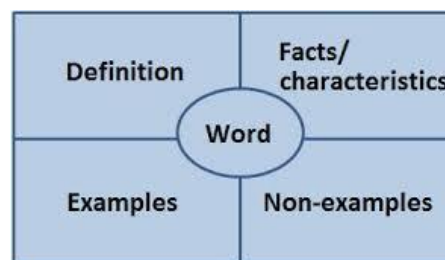 Definition
Facts/
characteristics
Word
Examples
Non-examples